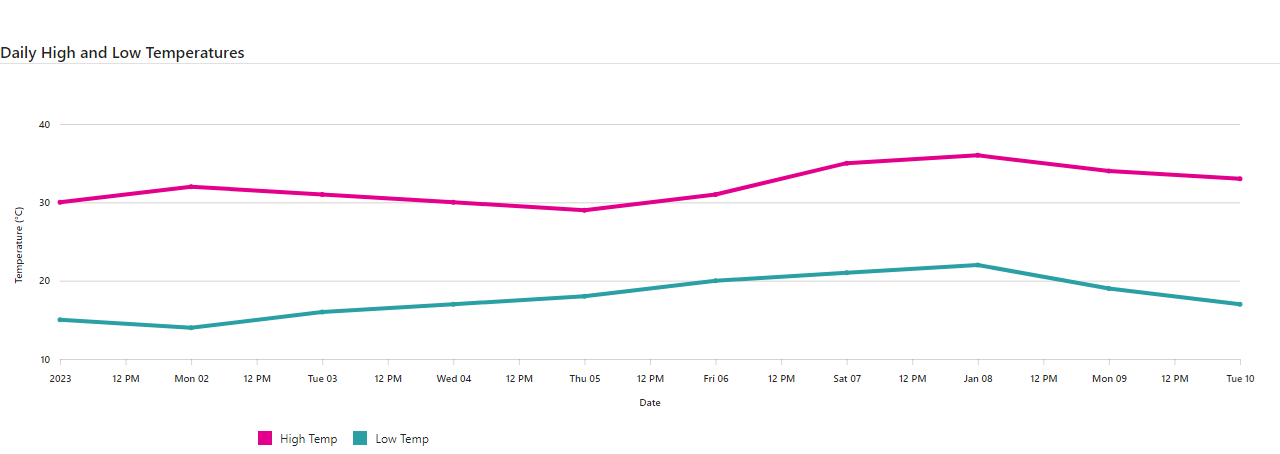 Daily High and Low Temperatures
40
30
20
10
Temperature (°C)
2023 12 PM Mon 02 12 PM Tue 03 12 PM Wed 04 12 PM Thu 05 12 PM Fri 06 12 PM Sat 07 12 PM Jan 08 12 PM Mon 09 12 PM Tue 10
Date
High Temp Low Temp